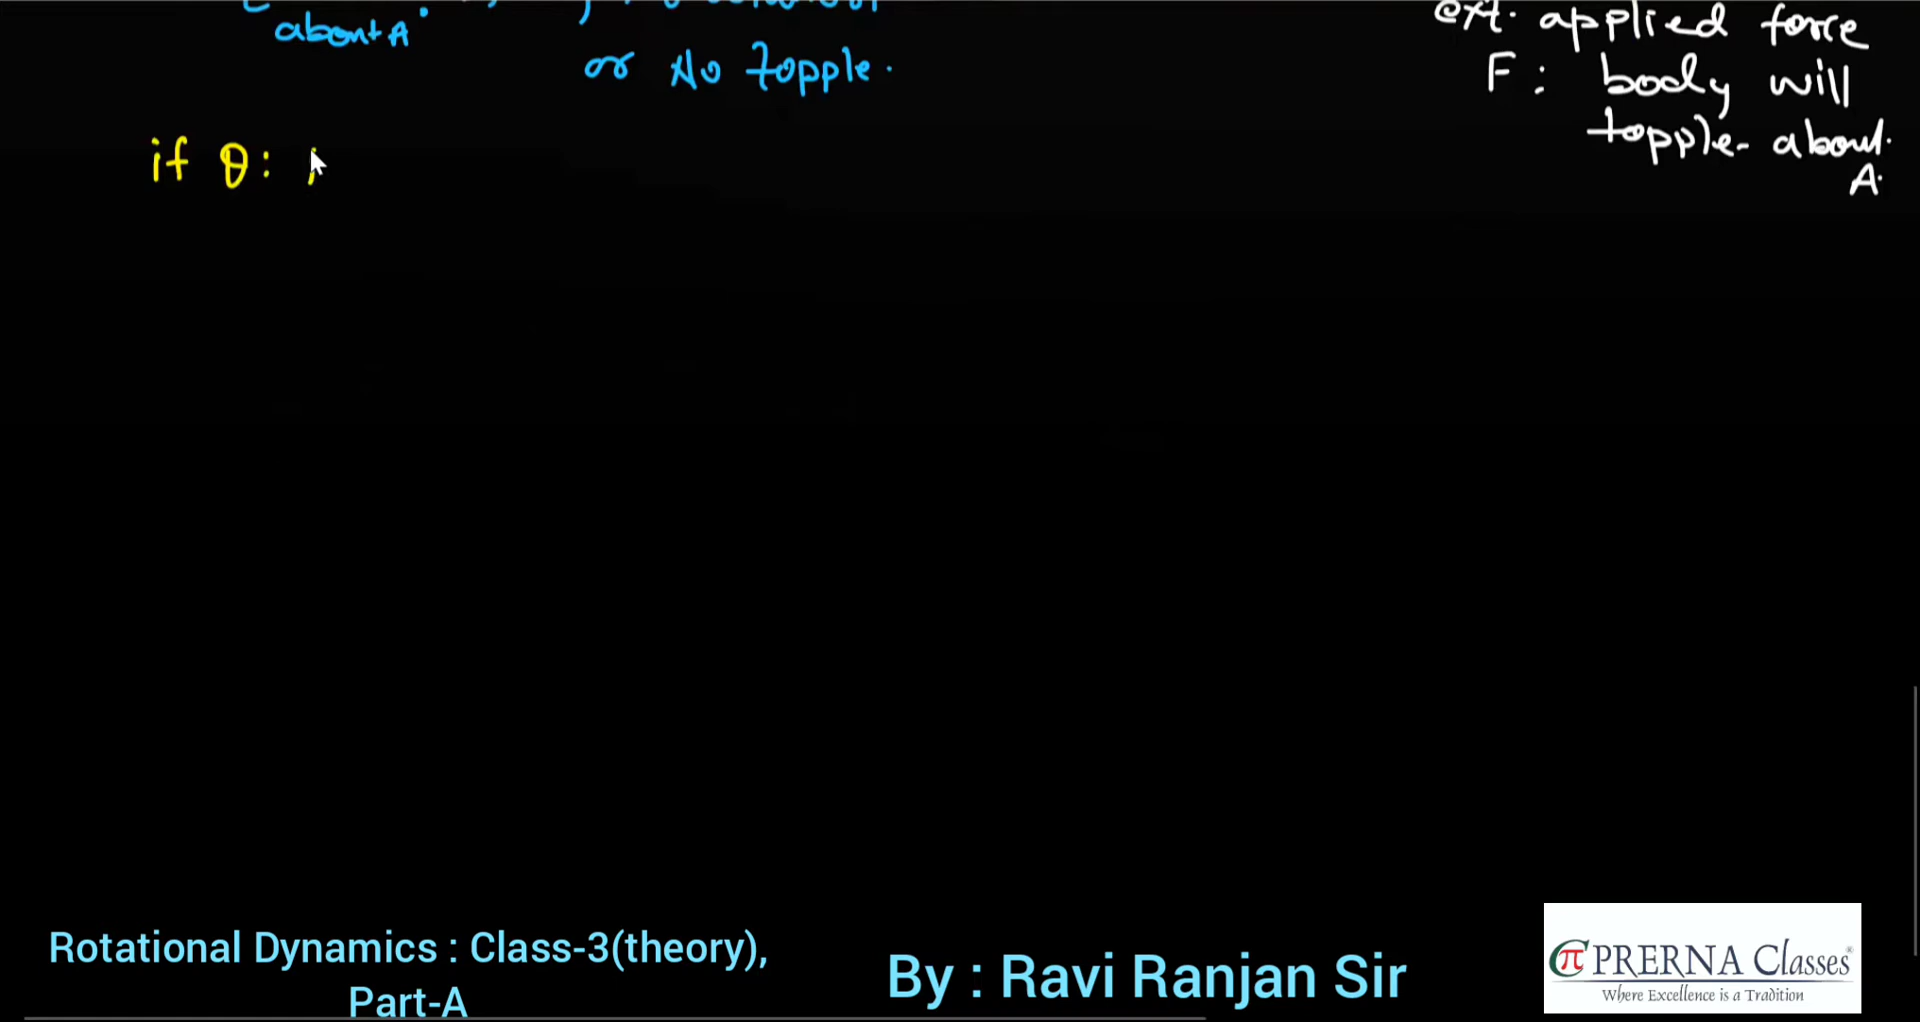 about A.
or No topple.
ext. applied force
F : body will
topple- about.
A.
if θ: ,
Rotational Dynamics : Class-3(theory),
Part-A
By : Ravi Ranjan Sir
π PRERNA Classes®
Where Excellence is a Tradition